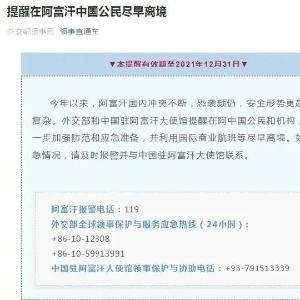 提醒在阿富汗中国公民尽早离境
外交部领事司 领事直通车
★本提醒有效期至2021年12月31日▼
今年以来，阿富汗国内冲突不断，恐袭频仍，安全形势更
复杂。外交部和中国驻阿富汗大使馆提醒在阿中国公民和机构，
一步加强防范和应急准备，并利用国际商业航班等尽早离境。如
急情况，请及时报警并与中国驻阿富汗大使馆联系。
阿富汗报警电话：119
外交部全球领事保护与服务应急热线（24小时）：
+86-10-12308
+86-10-59913991
中国驻阿富汗大使馆领事保护与协助电话：+93-791513339